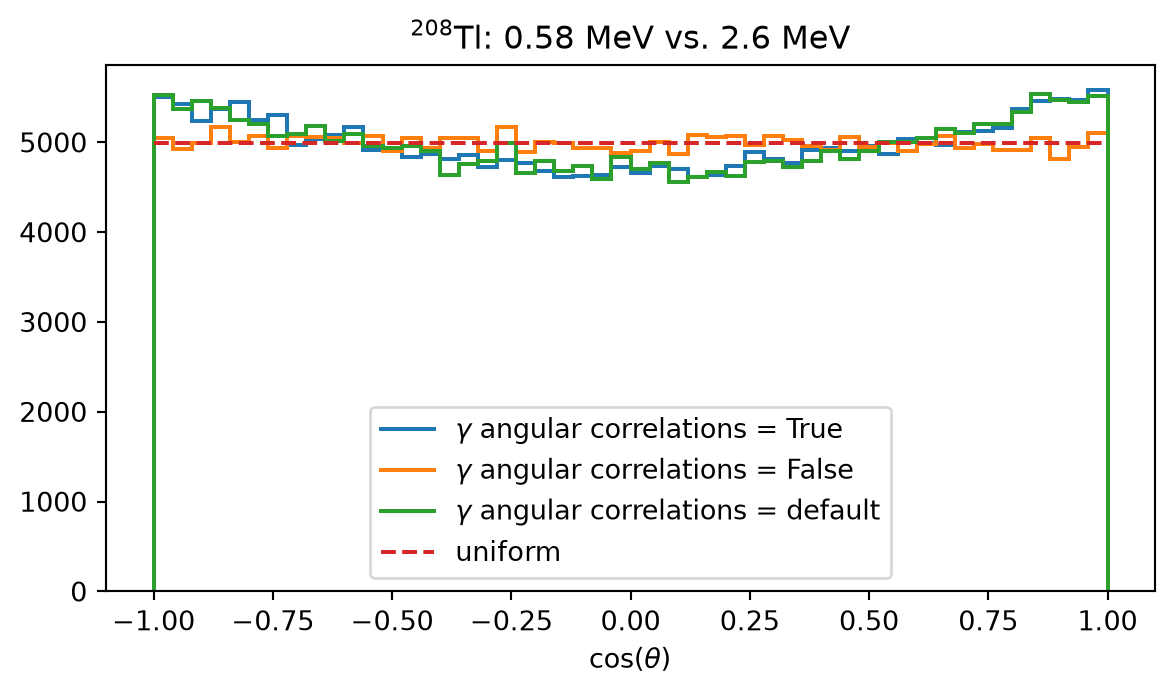 ²⁰⁸Tl: 0.58 MeV vs. 2.6 MeV
5000
4000
3000
2000
1000
0
γ angular correlations = True
γ angular correlations = False
γ angular correlations = default
uniform
−1.00 −0.75 −0.50 −0.25 0.00 0.25 0.50 0.75 1.00
cos(θ)